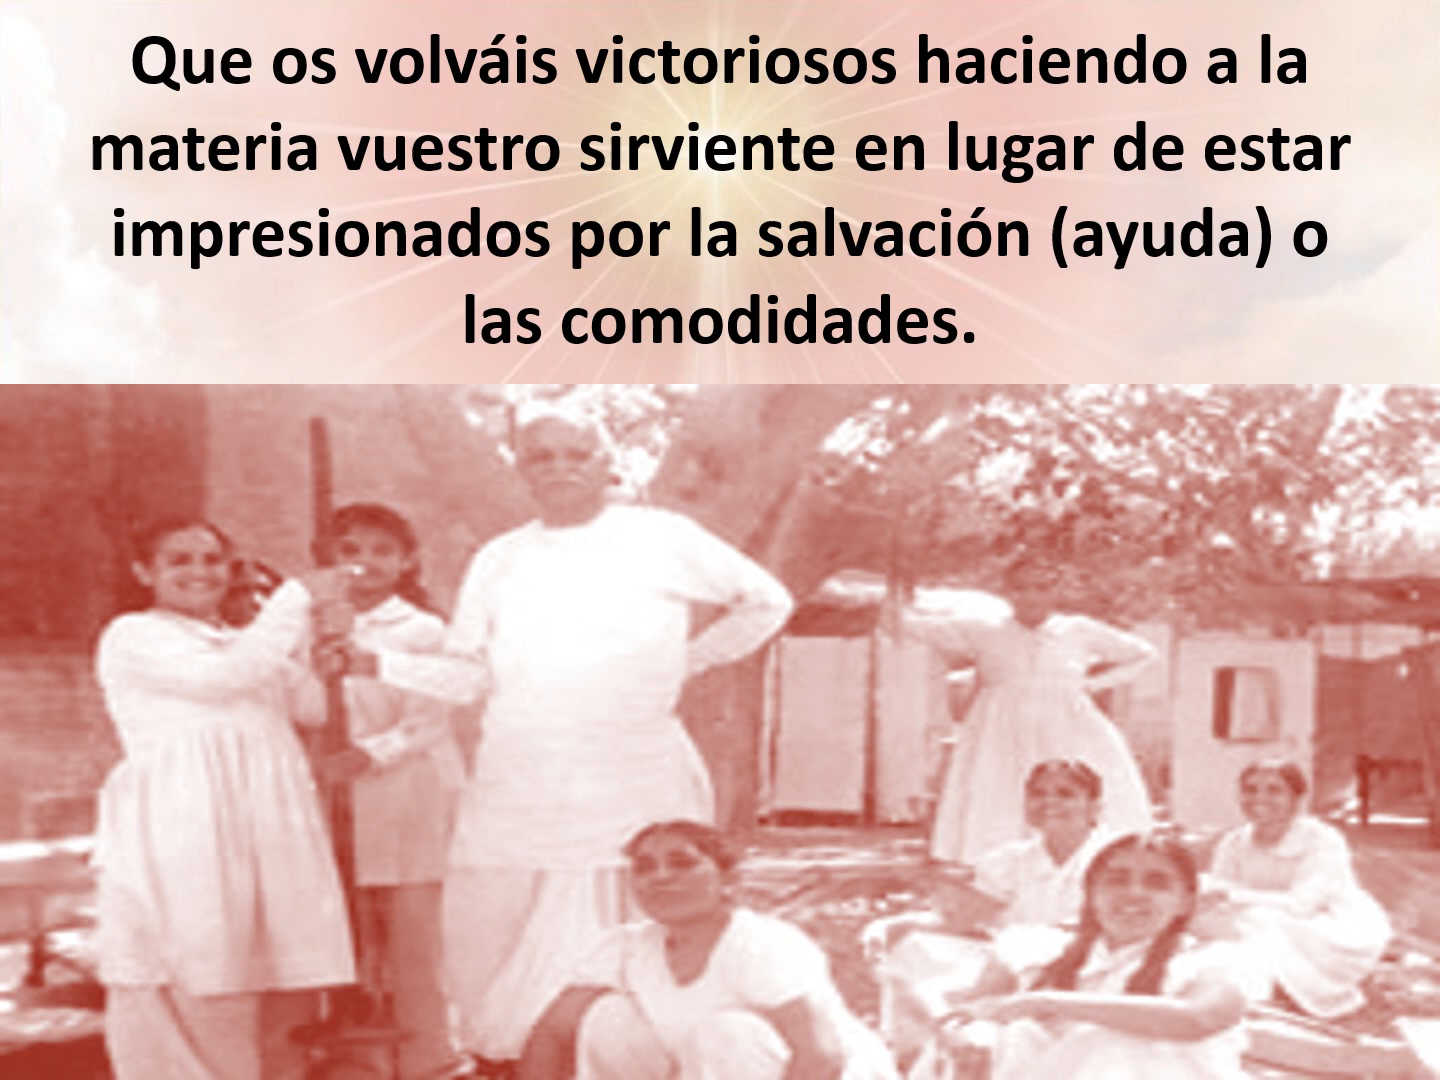 Que os volváis victoriosos haciendo a la
materia vuestro sirviente en lugar de estar
impresionados por la salvación (ayuda) o
las comodidades.